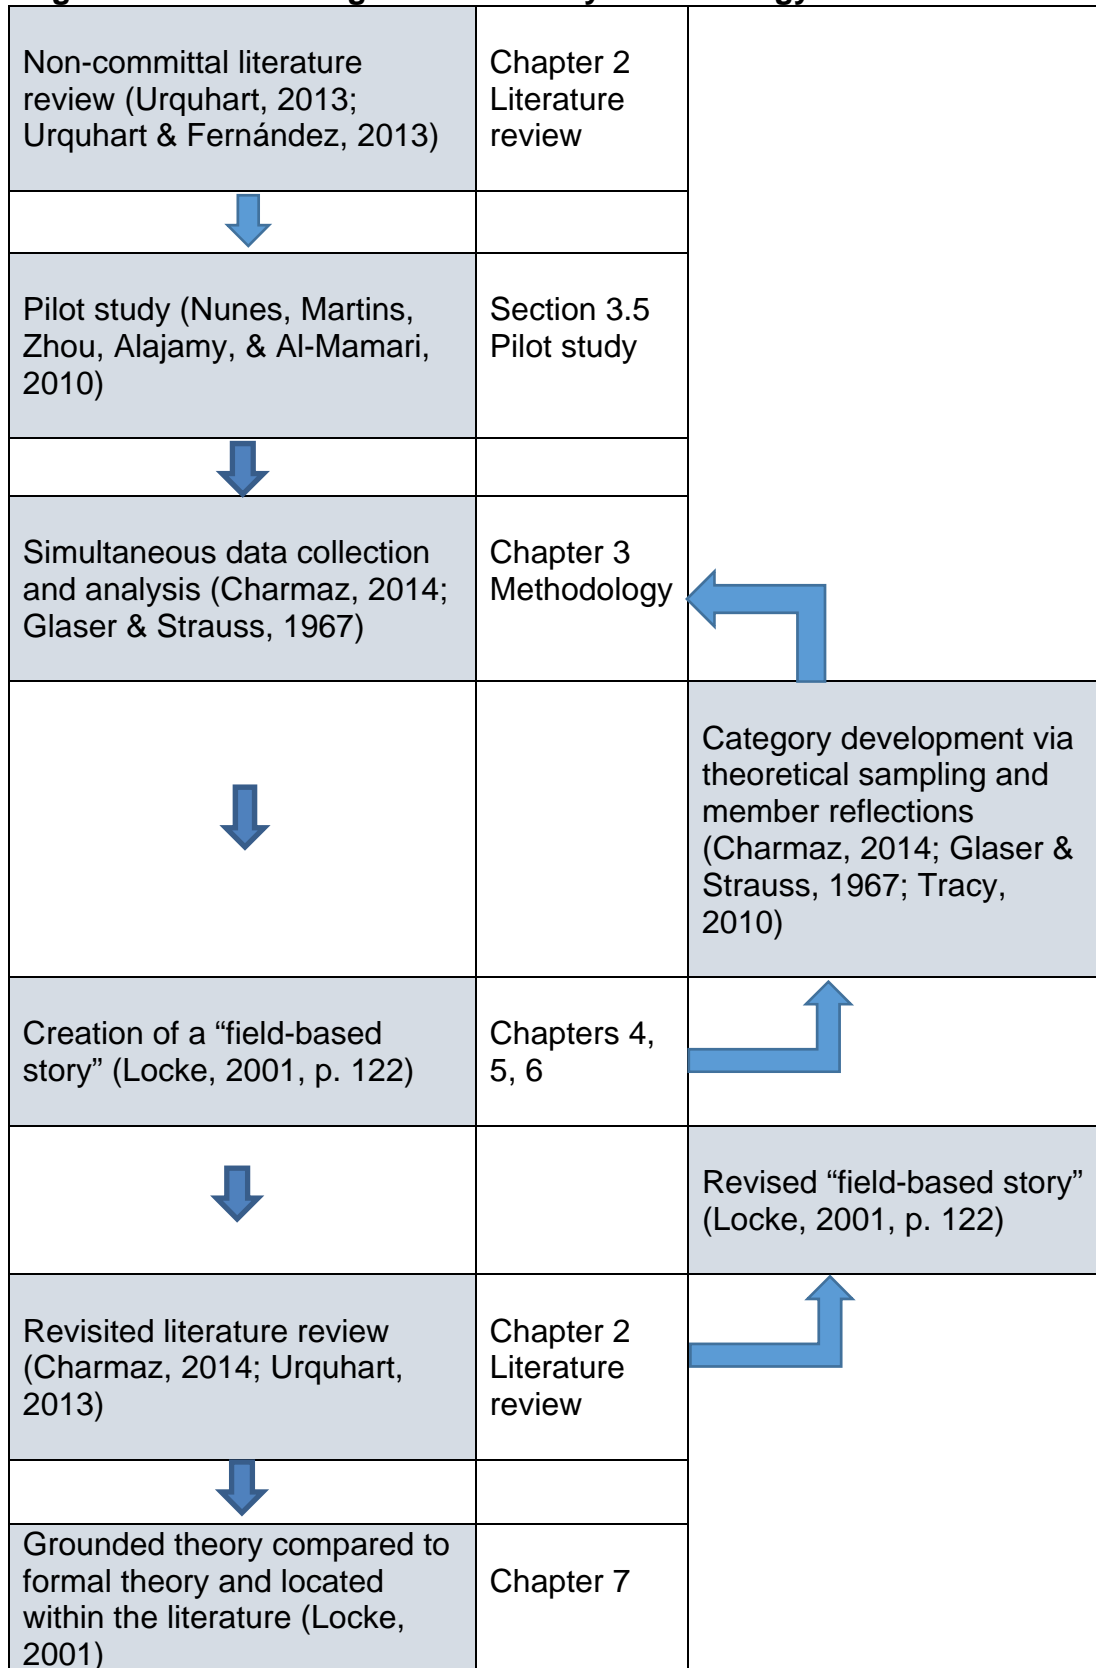 Non-committal literature
review (Urquhart, 2013;
Urquhart & Fernández, 2013)
Chapter 2
Literature
review
Pilot study (Nunes, Martins,
Zhou, Alajamy, & Al-Mamari,
2010)
Section 3.5
Pilot study
Simultaneous data collection
and analysis (Charmaz, 2014;
Glaser & Strauss, 1967)
Chapter 3
Methodology
Category development via
theoretical sampling and
member reflections
(Charmaz, 2014; Glaser &
Strauss, 1967; Tracy,
2010)
Creation of a “field-based
story” (Locke, 2001, p. 122)
Chapters 4,
5, 6
Revised “field-based story”
(Locke, 2001, p. 122)
Revisited literature review
(Charmaz, 2014; Urquhart,
2013)
Chapter 2
Literature
review
Grounded theory compared to
formal theory and located
within the literature (Locke,
2001)
Chapter 7